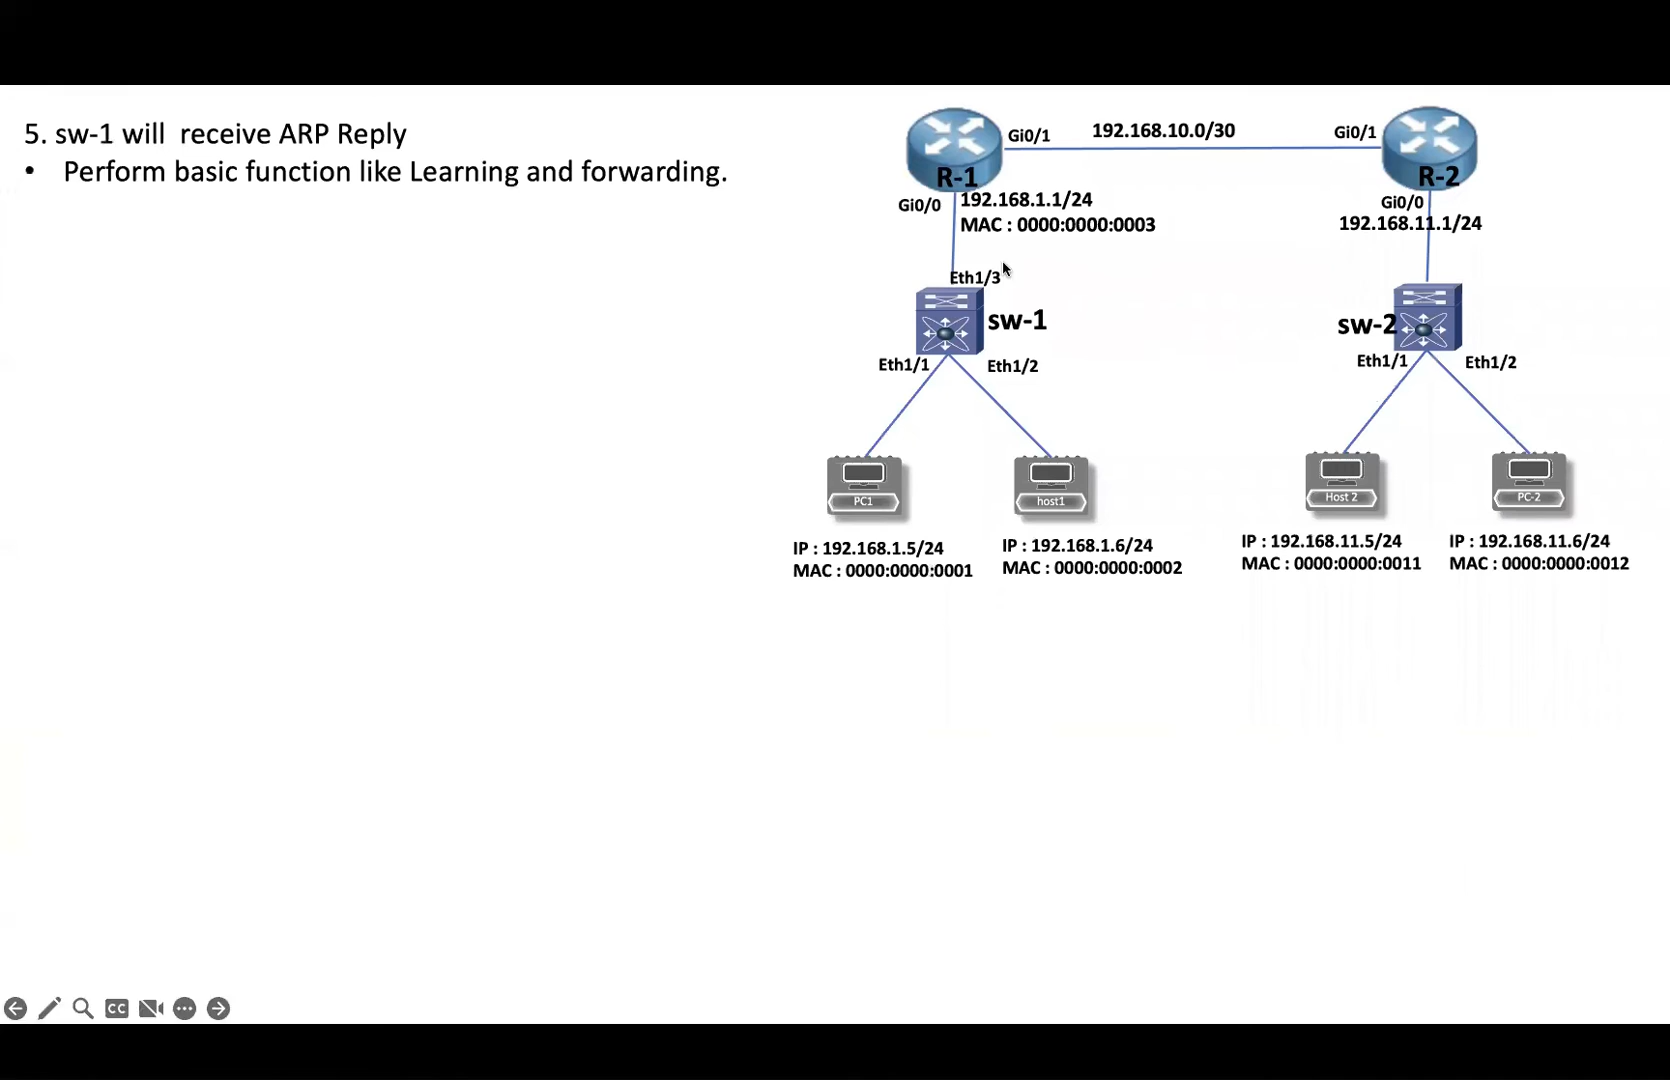 5. sw-1 will  receive ARP Reply
• Perform basic function like Learning and forwarding.
Gi0/1
192.168.10.0/30
Gi0/1
R-1
R-2
Gi0/0
192.168.1.1/24
MAC : 0000:0000:0003
Gi0/0
192.168.11.1/24
Eth1/3
sw-1
sw-2
Eth1/1
Eth1/2
Eth1/1
Eth1/2
PC1
host1
Host 2
PC-2
IP : 192.168.1.5/24
MAC : 0000:0000:0001
IP : 192.168.1.6/24
MAC : 0000:0000:0002
IP : 192.168.11.5/24
MAC : 0000:0000:0011
IP : 192.168.11.6/24
MAC : 0000:0000:0012
CC